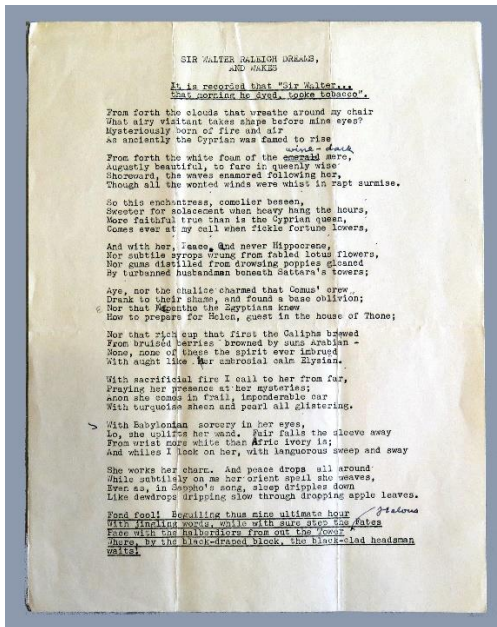 SIR WALTER RALEIGH DREAMS,
AND WAKES
It is recorded that "Sir Walter...
that morning he dyed, tooke tobacco".
From forth the clouds that wreathe around my chair
What airy visitant takes shape before mine eyes?
Mysteriously born of fire and air
As anciently the Cyprian was famed to rise
wine-dark
From forth the white foam of the emerald mere,
Augustly beautiful, to fare in queenly wise
Shoreward, the waves enamored following her,
Though all the wonted winds were whist in rapt surmise.
So this enchantress, comelier beseen,
Sweeter for solacement when heavy hang the hours,
More faithful true than is the Cyprian queen,
Comes ever at my call when fickle fortune lowers,
And with her, Peace. And never Hippocrene,
Nor subtile syrops wrung from fabled lotus flowers,
Nor gums distilled from drowsing poppies gleaned
By turbanned husbandman beneath Sattara's towers;
Aye, nor the chalice charmed that Comus' crew
Drank to their shame, and found a base oblivion;
Nor that Nepenthe the Egyptians knew
How to prepare for Helen, guest in the house of Thone;
Nor that rich cup that first the Caliphs brewed
From bruised berries browned by suns Arabian -
None, none of these the spirit ever imbrued
With aught like her ambrosial calm Elysian.
With sacrificial fire I call to her from far,
Praying her presence at her mysteries;
Anon she comes in frail, imponderable car
With turquoise sheen and pearl all glistering.
With Babylonian sorcery in her eyes,
Lo, she uplifts her wand. Fair falls the sleeve away
From wrist more white than Afric ivory is;
And whiles I look on her, with languorous sweep and sway
She works her charm. And peace drops all around
While subtilely on me her orient spell she weaves,
Even as, in Sappho's song, sleep dripples down
Like dewdrops dripping slow through dropping apple leaves.
Fond fool! Beguiling thus mine ultimate hour
jealous
With jingling words, while with sure step the Fates
Pace with the halberdiers from out the Tower
Where, by the black-draped block, the black-clad headsman
waits!